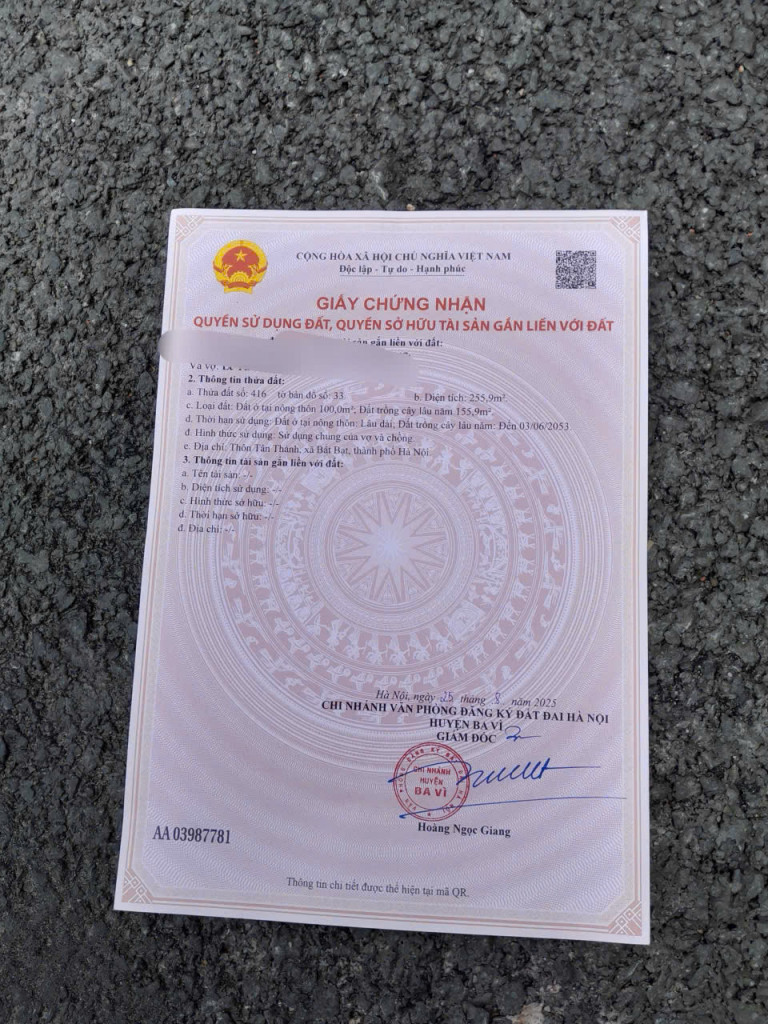 CỘNG HÒA XÃ HỘI CHỦ NGHĨA VIỆT NAM
Độc lập - Tự do - Hạnh phúc
GIẤY CHỨNG NHẬN
QUYỀN SỬ DỤNG ĐẤT, QUYỀN SỞ HỮU TÀI SẢN GẮN LIỀN VỚI ĐẤT
sản gắn liền với đất:
Và vợ:
2. Thông tin thửa đất:
a. Thửa đất số: 416 tờ bản đồ số: 33 b. Diện tích: 255,9m².
c. Loại đất: Đất ở tại nông thôn 100,0m², Đất trồng cây lâu năm 155,9m².
d. Thời hạn sử dụng: Đất ở tại nông thôn: Lâu dài; Đất trồng cây lâu năm: Đến 03/06/2053.
đ. Hình thức sử dụng: Sử dụng chung của vợ và chồng.
e. Địa chỉ: Thôn Tân Thành, xã Bất Bạt, thành phố Hà Nội.
3. Thông tin tài sản gắn liền với đất:
a. Tên tài sản: -/-
b. Diện tích sử dụng: -/-
c. Hình thức sở hữu: -/-
d. Thời hạn sở hữu: -/-
đ. Địa chỉ: -/-
Hà Nội, ngày 25 tháng 8 năm 2025
CHI NHÁNH VĂN PHÒNG ĐĂNG KÝ ĐẤT ĐAI HÀ NỘI
HUYỆN BA VÌ
GIÁM ĐỐC
CHI NHÁNH
HUYỆN
BA VÌ
Hoàng Ngọc Giang
AA 03987781
Thông tin chi tiết được thể hiện tại mã QR.